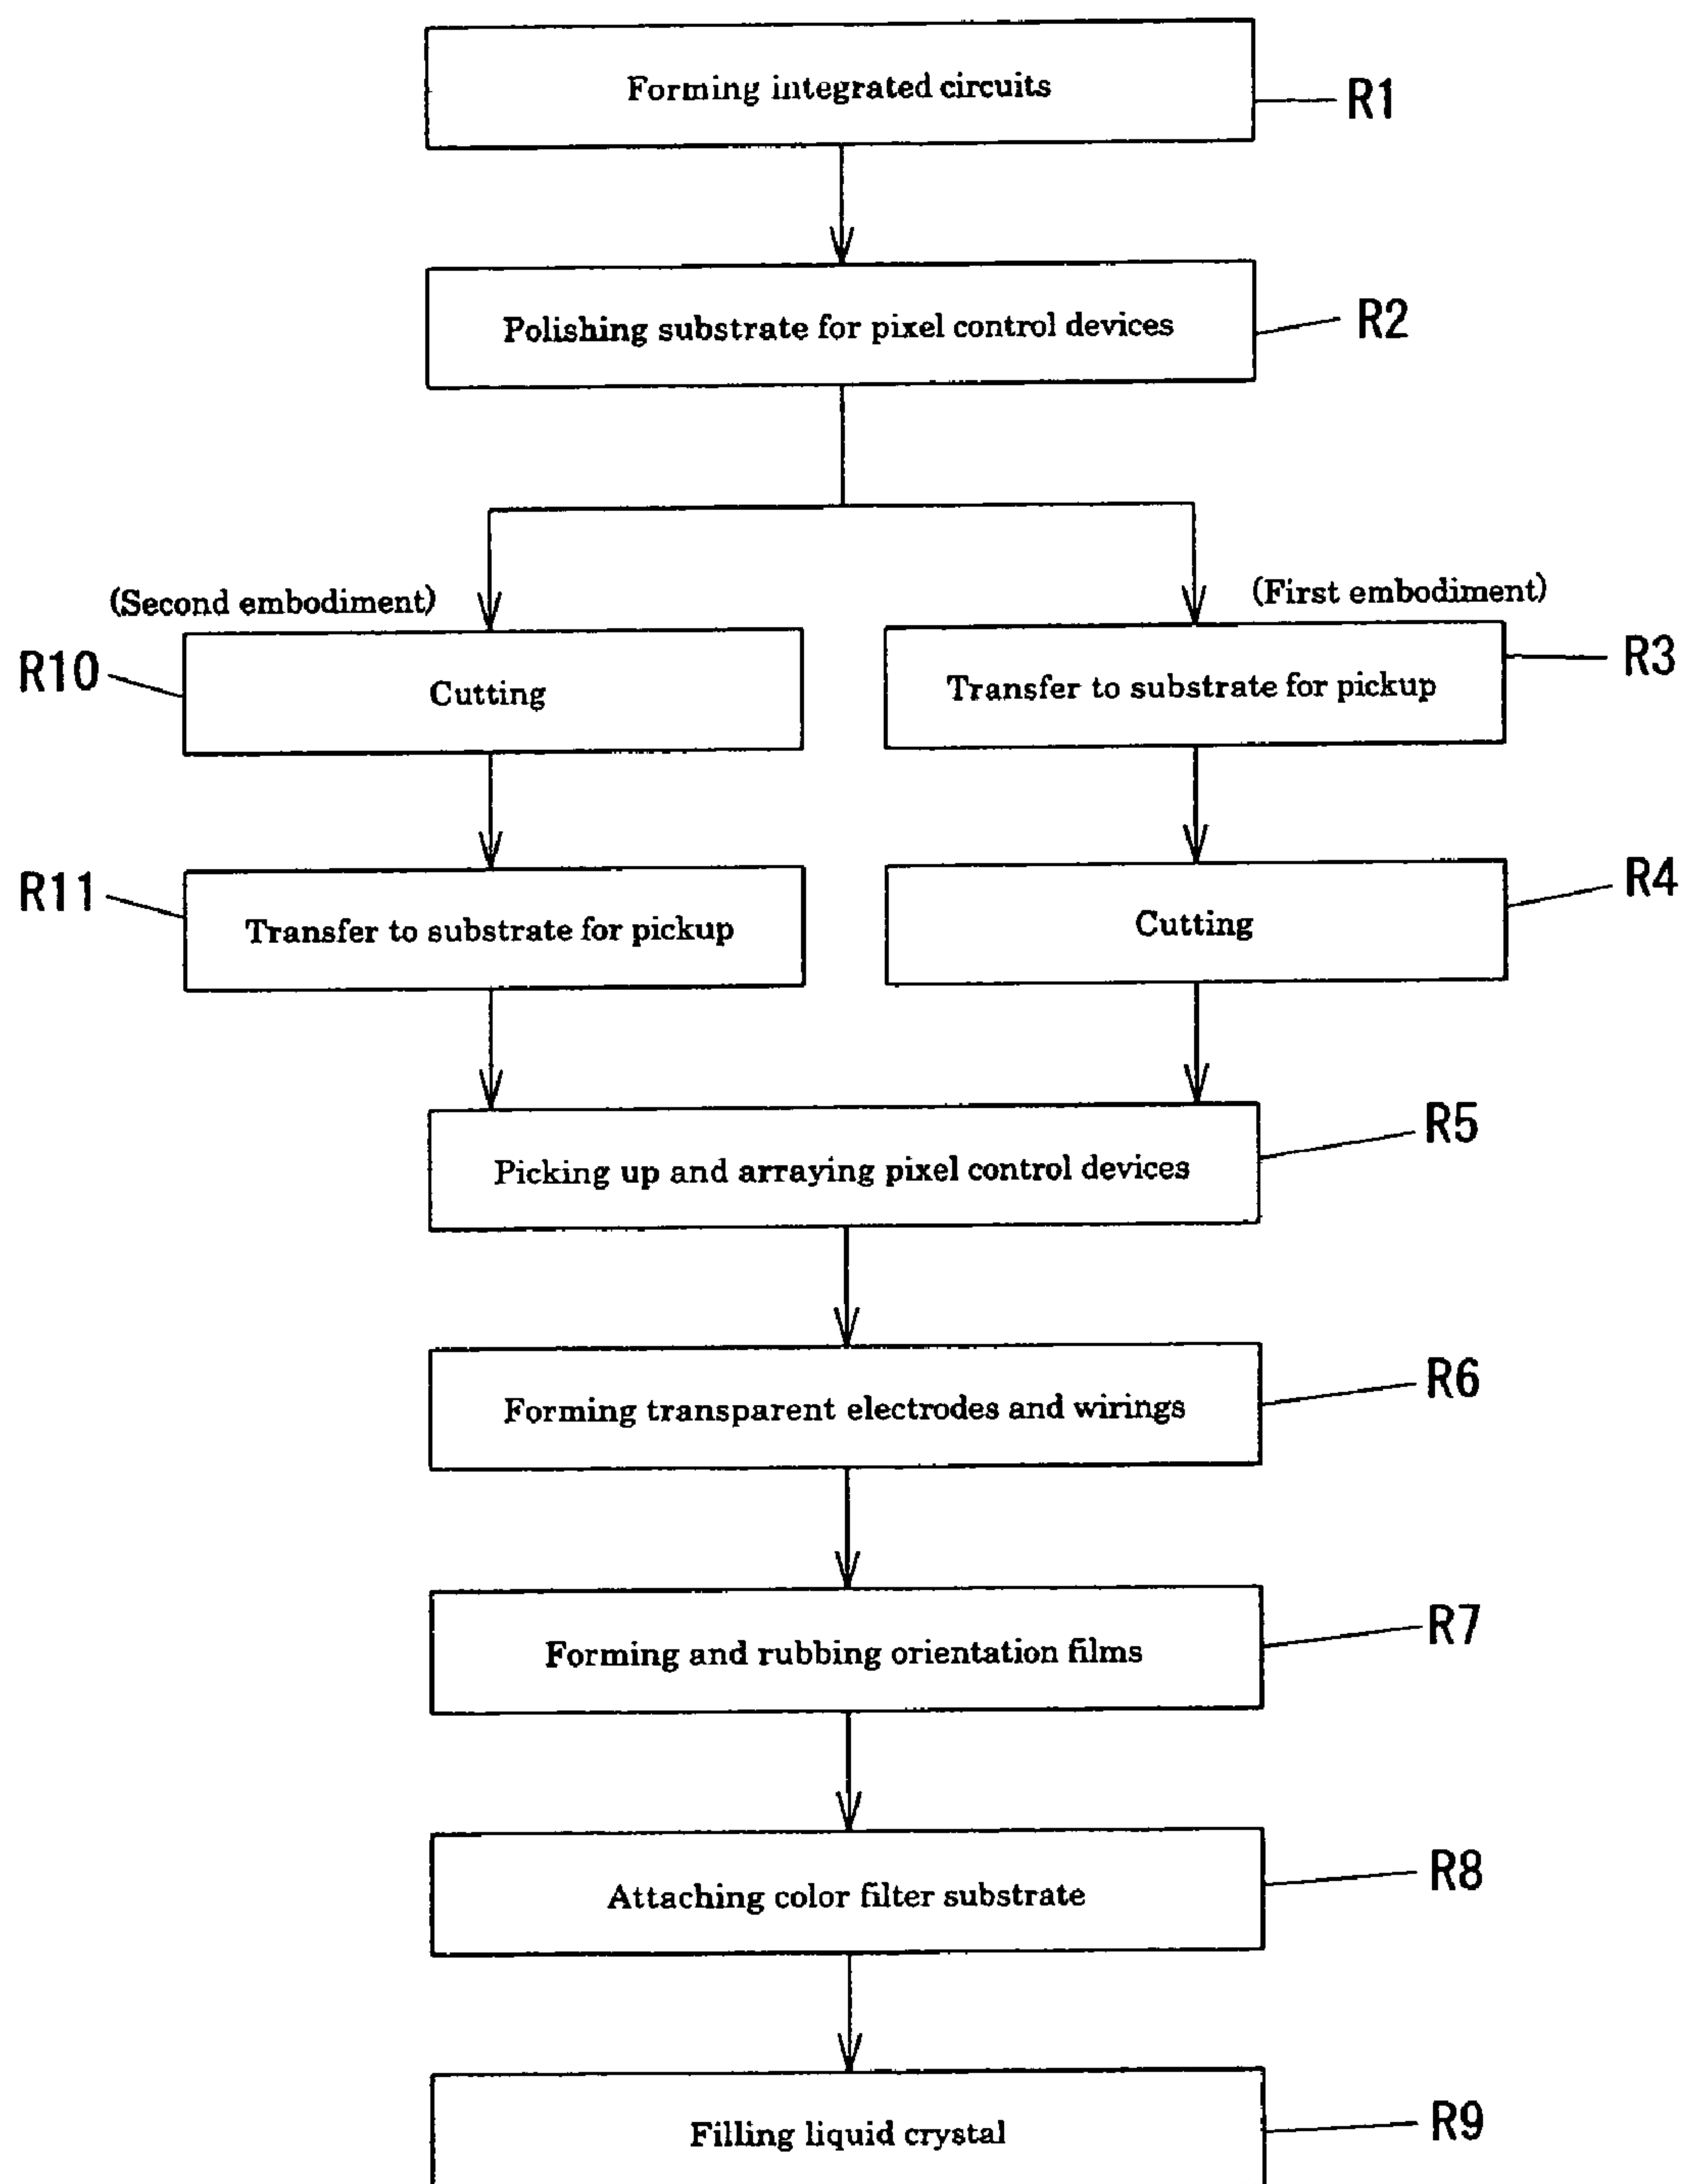 Forming integrated circuits
R1
Polishing substrate for pixel control devices
R2
(Second embodiment)
(First embodiment)
R10
Cutting
Transfer to substrate for pickup
R3
R11
Transfer to substrate for pickup
Cutting
R4
Picking up and arraying pixel control devices
R5
Forming transparent electrodes and wirings
R6
Forming and rubbing orientation films
R7
Attaching color filter substrate
R8
Filling liquid crystal
R9